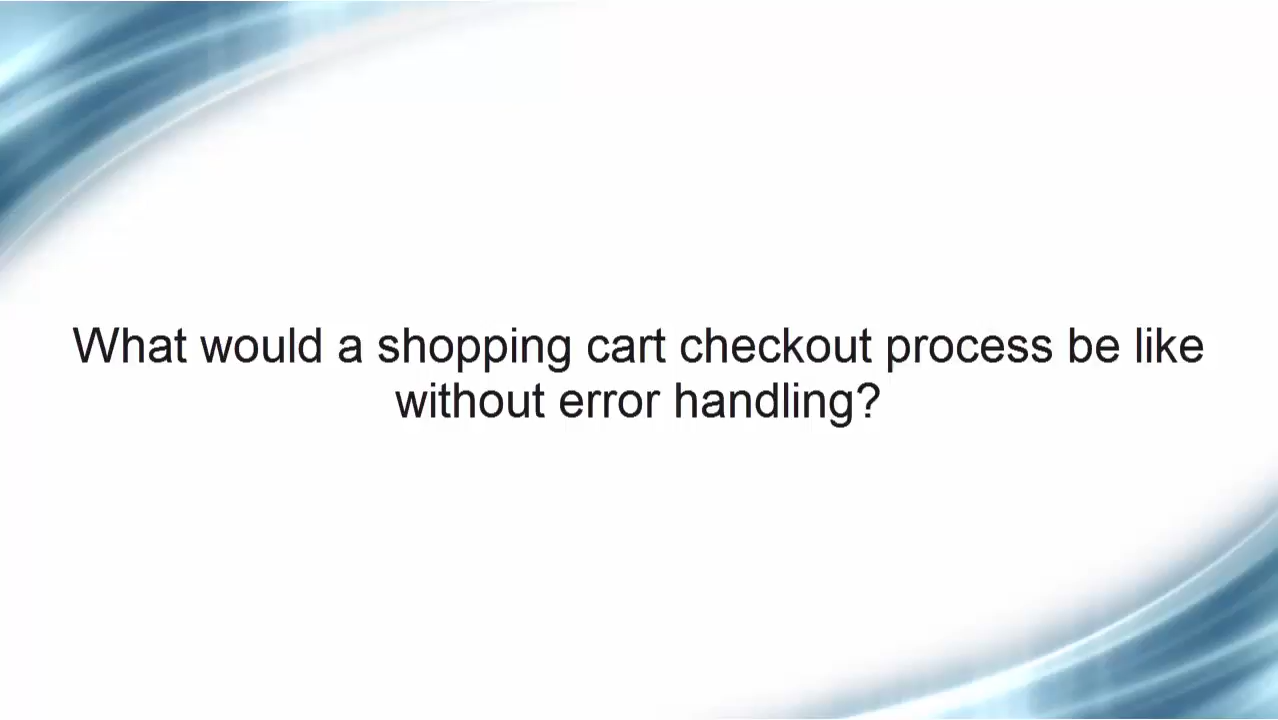 What would a shopping cart checkout process be like
without error handling?